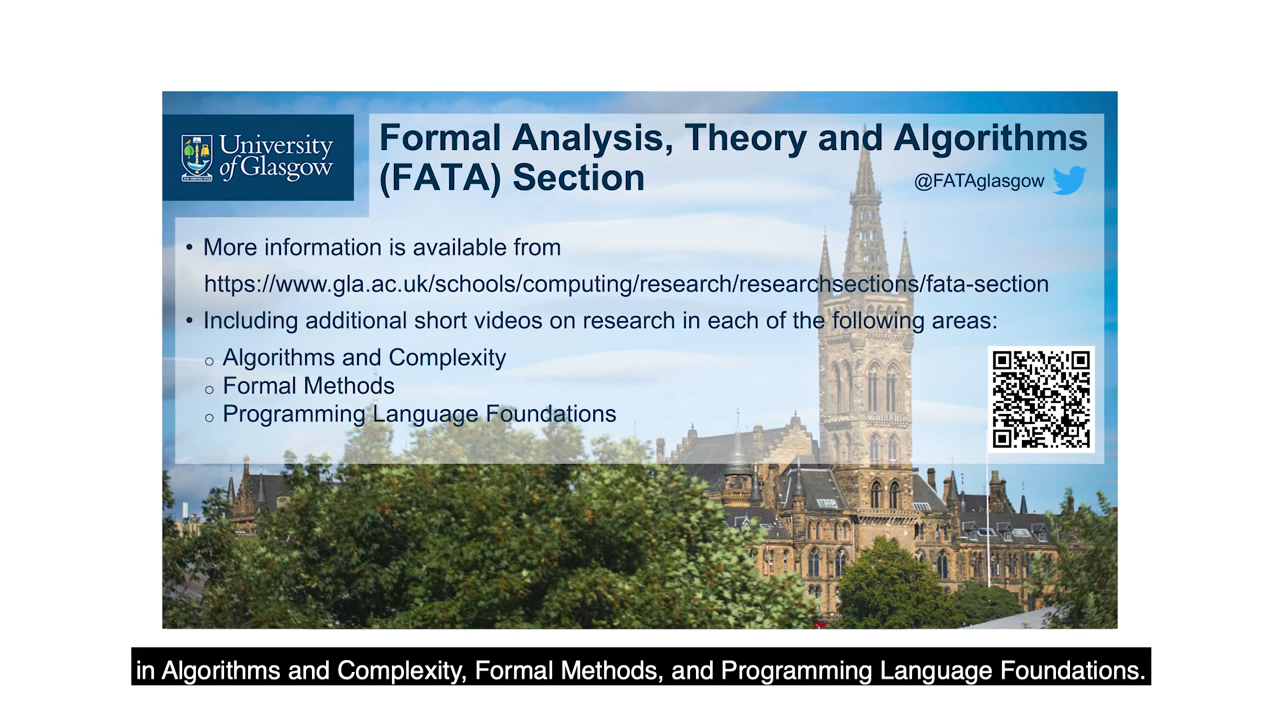 University
of Glasgow
Formal Analysis, Theory and Algorithms
(FATA) Section
@FATAglasgow
• More information is available from
https://www.gla.ac.uk/schools/computing/research/researchsections/fata-section
• Including additional short videos on research in each of the following areas:
o Algorithms and Complexity
o Formal Methods
o Programming Language Foundations
in Algorithms and Complexity, Formal Methods, and Programming Language Foundations.